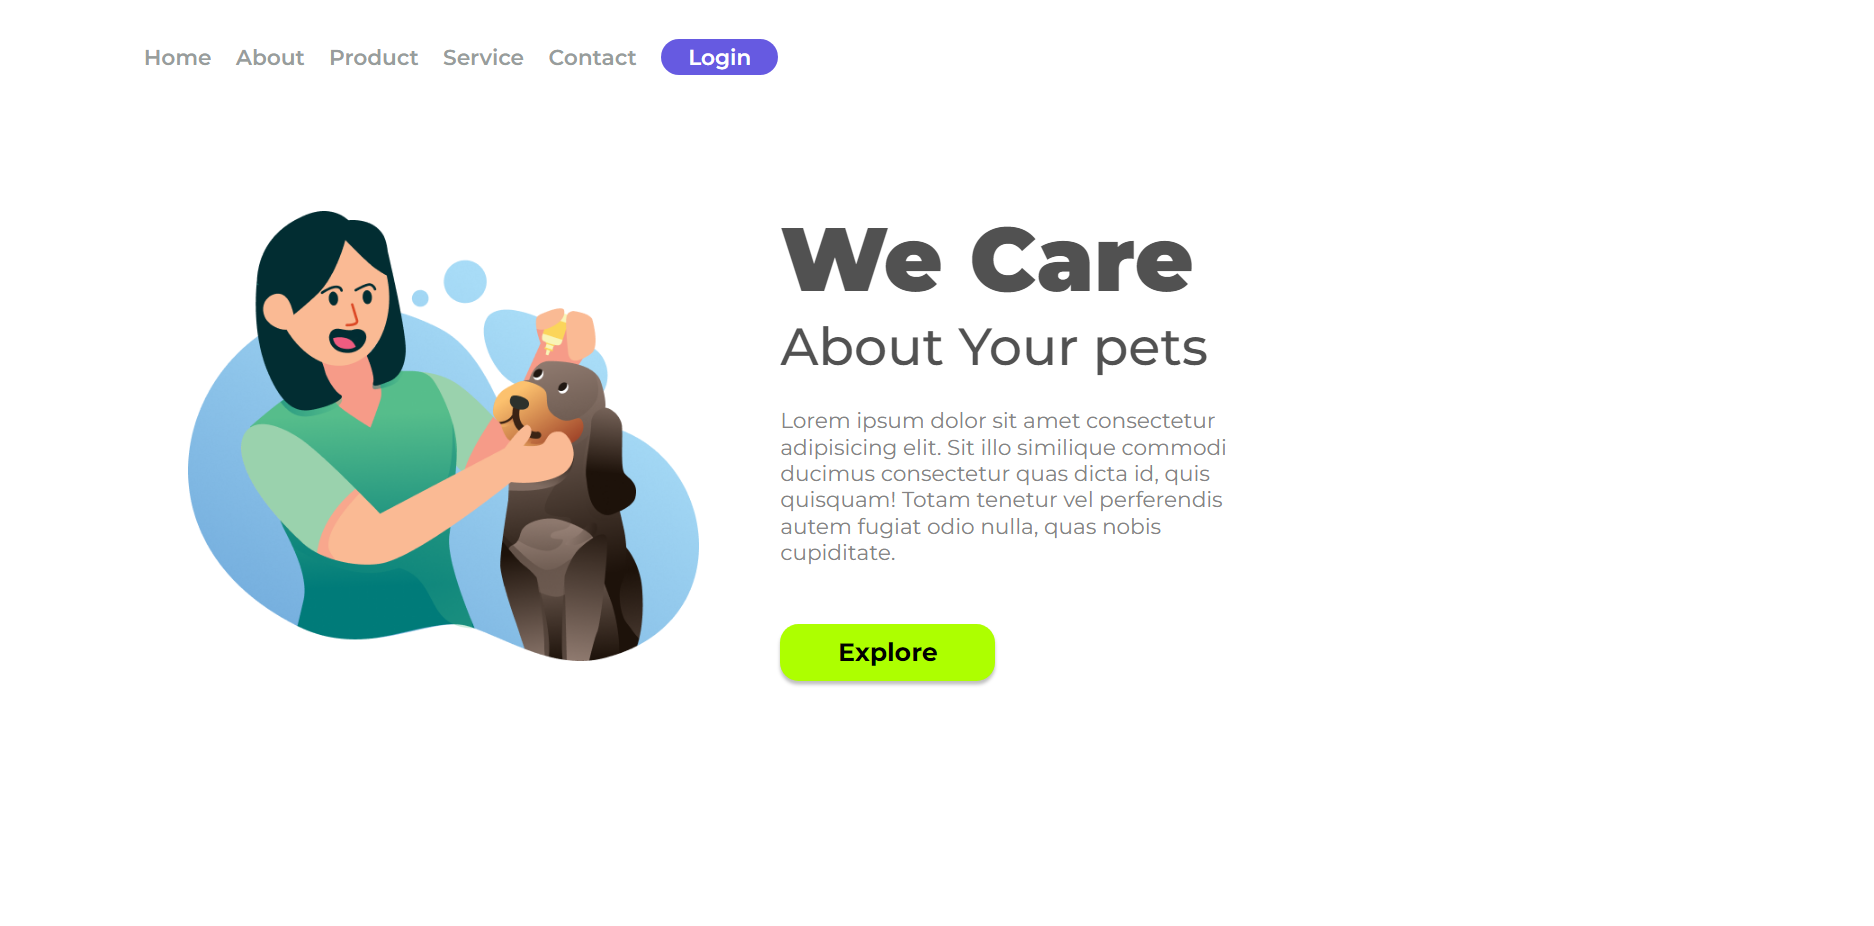 Home About Product Service Contact Login
We Care
About Your pets
Lorem ipsum dolor sit amet consectetur
adipisicing elit. Sit illo similique commodi
ducimus consectetur quas dicta id, quis
quisquam! Totam tenetur vel perferendis
autem fugiat odio nulla, quas nobis
cupiditate.
Explore